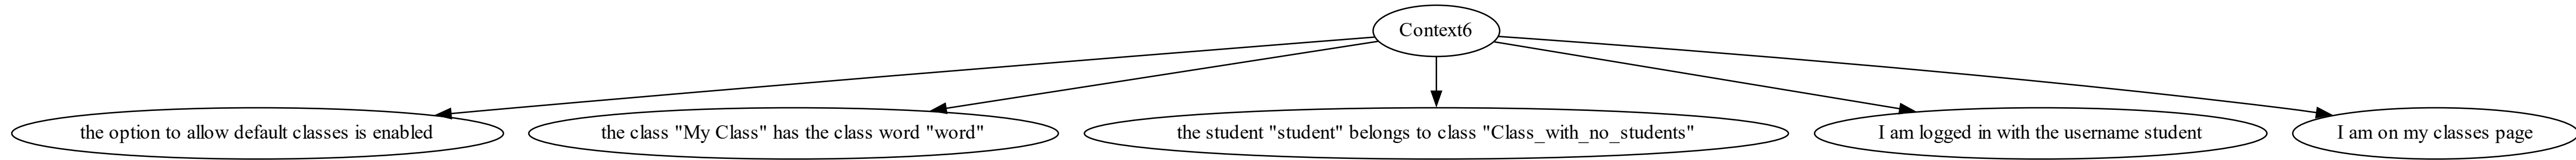 Context6
the option to allow default classes is enabled
the class "My Class" has the class word "word"
the student "student" belongs to class "Class_with_no_students"
I am logged in with the username student
I am on my classes page